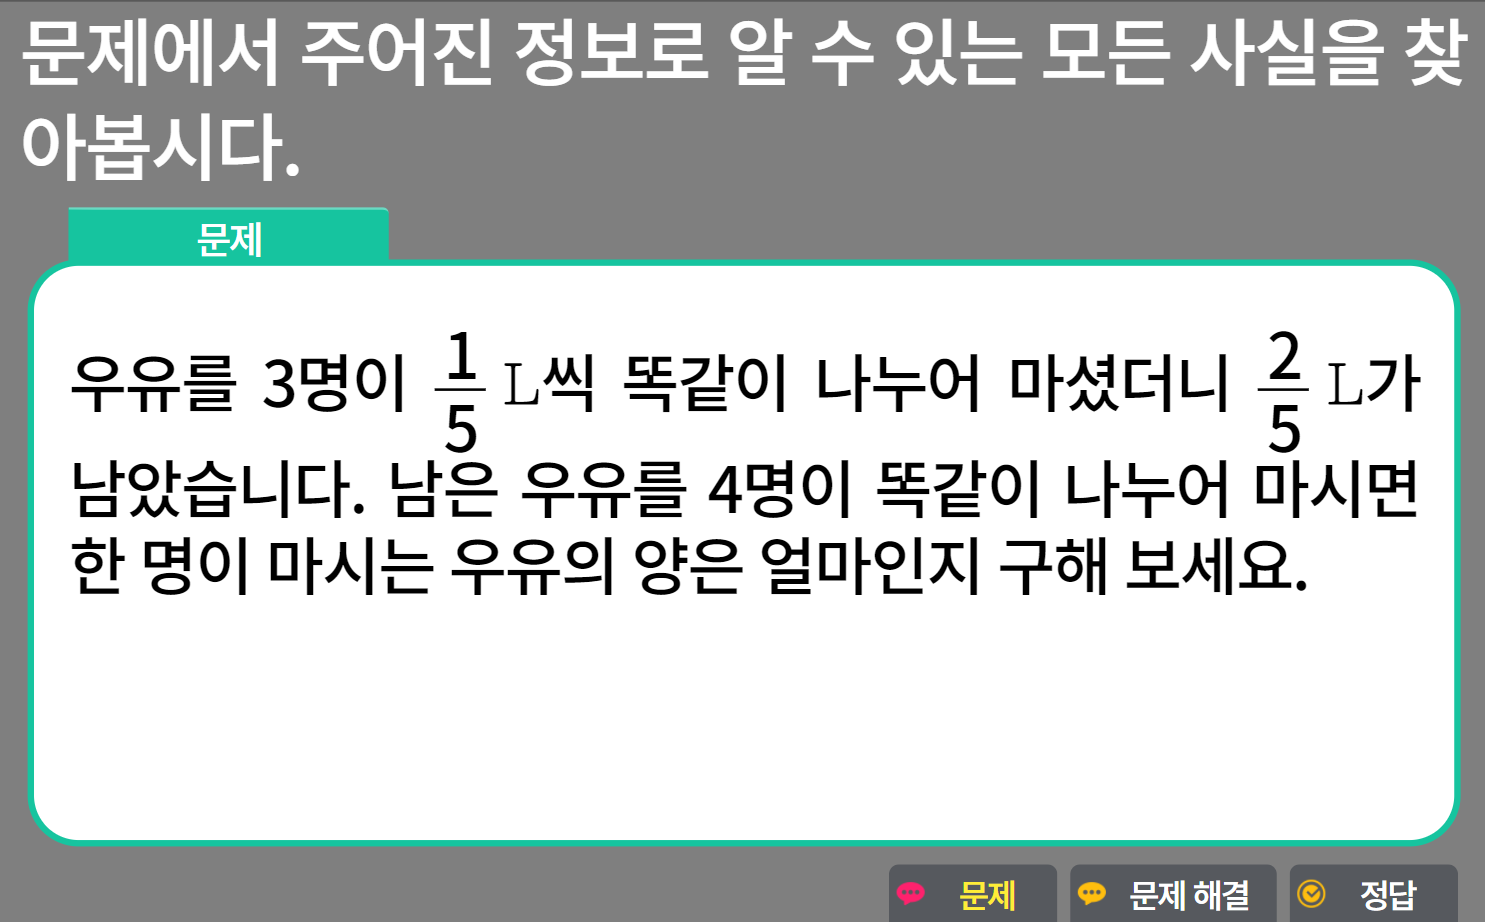 문제에서 주어진 정보로 알 수 있는 모든 사실을 찾
아봅시다.
문제
우유를 3명이 1/5 L씩 똑같이 나누어 마셨더니 2/5 L가
남았습니다. 남은 우유를 4명이 똑같이 나누어 마시면
한 명이 마시는 우유의 양은 얼마인지 구해 보세요.
문제 문제 해결 정답